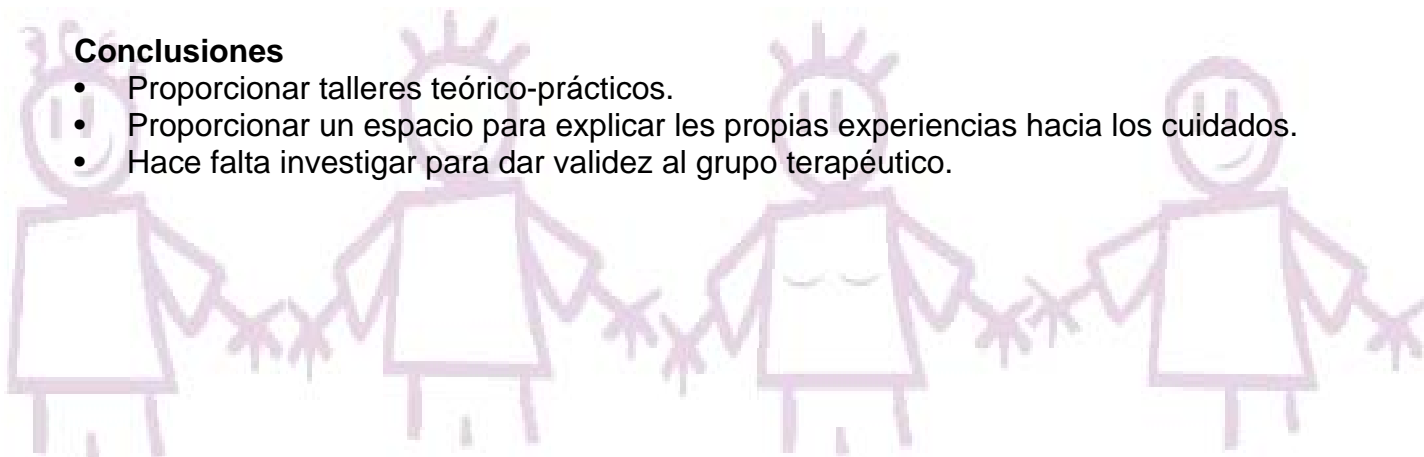 Conclusiones
• Proporcionar talleres teórico-prácticos.
• Proporcionar un espacio para explicar les propias experiencias hacia los cuidados.
• Hace falta investigar para dar validez al grupo terapéutico.